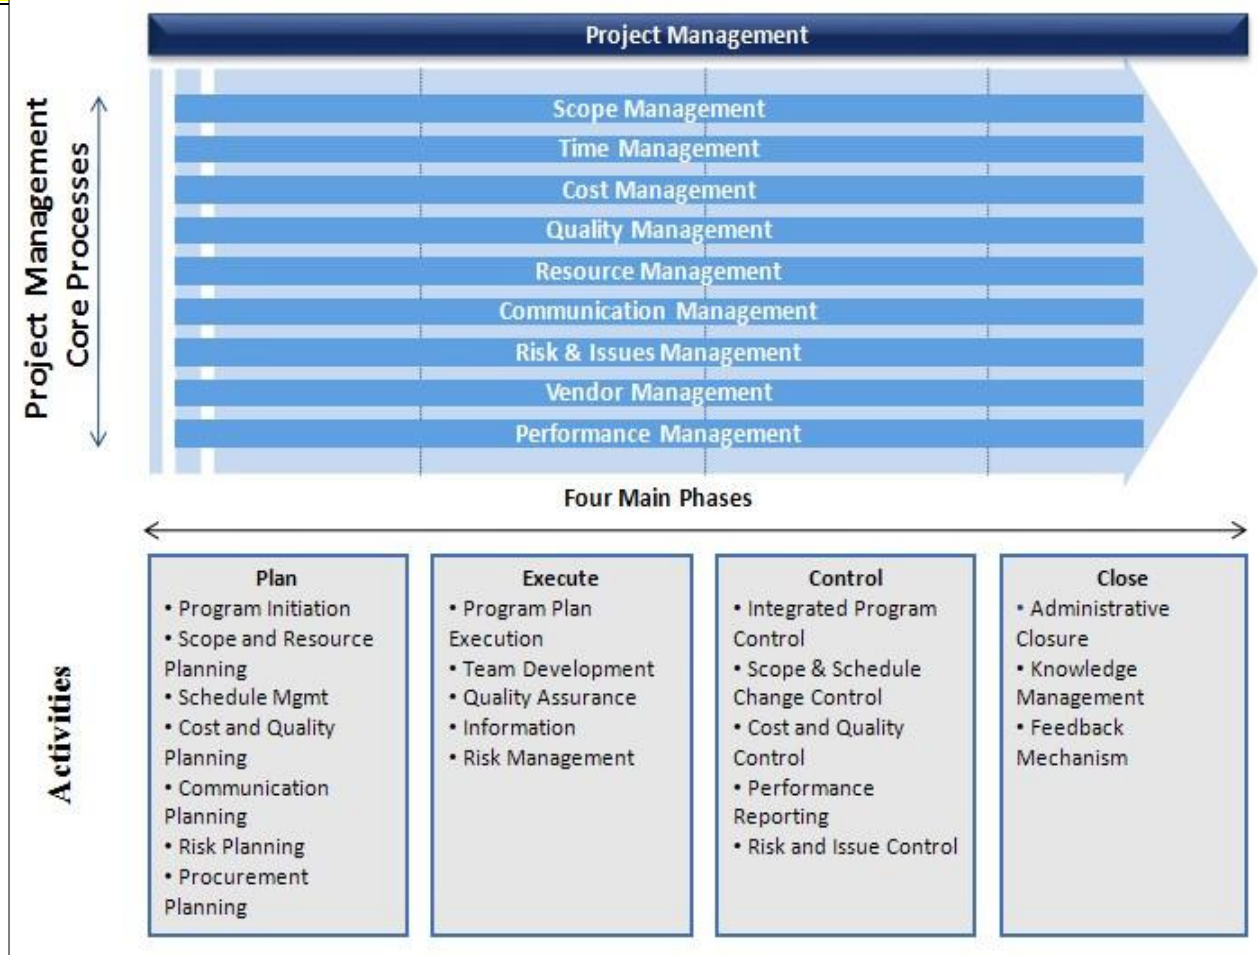 Project Management
Project Management
Core Processes
Scope Management
Time Management
Cost Management
Quality Management
Resource Management
Communication Management
Risk & Issues Management
Vendor Management
Performance Management
Four Main Phases
Activities
Plan
• Program Initiation
• Scope and Resource
Planning
• Schedule Mgmt
• Cost and Quality
Planning
• Communication
Planning
• Risk Planning
• Procurement
Planning
Execute
• Program Plan
Execution
• Team Development
• Quality Assurance
• Information
• Risk Management
Control
• Integrated Program
Control
• Scope & Schedule
Change Control
• Cost and Quality
Control
• Performance
Reporting
• Risk and Issue Control
Close
• Administrative
Closure
• Knowledge
Management
• Feedback
Mechanism